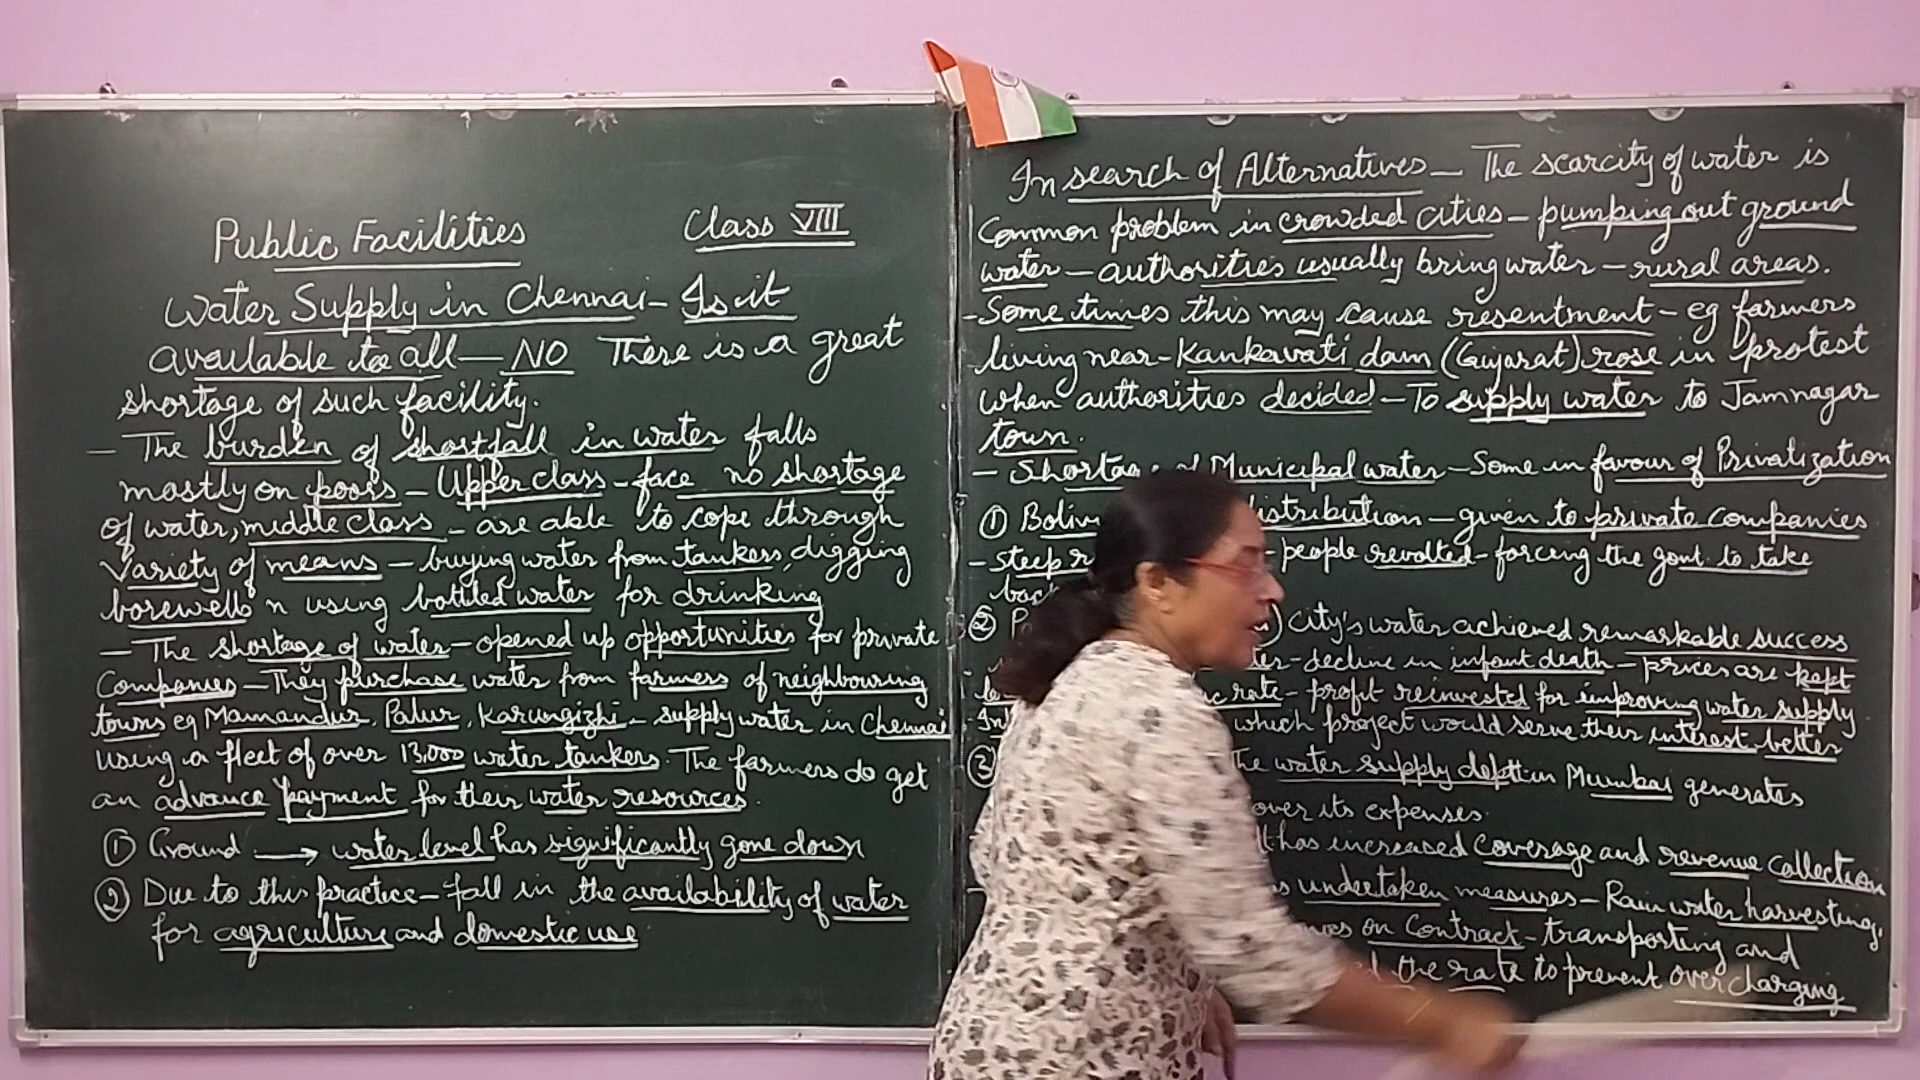 Public Facilities Class VIII
Water Supply in Chennai - Is it
available to all — NO There is a great
shortage of such facility.
— The burden of shortfall in water falls
mostly on poors - Upper class - face no shortage
of water, middle class - are able to cope through
variety of means - buying water from tankers, digging
borewells n using bottled water for drinking
— The shortage of water - opened up opportunities for private
Companies - They purchase water from farmers of neighbouring
towns eg Mamandur, Palur, Karungizhi - supply water in Chennai
using a fleet of over 13,000 water tankers. The farmers do get
an advance payment for their water resources.
① Ground → water level has significantly gone down
② Due to this practice - fall in the availability of water
for agriculture and domestic use
In search of Alternatives - The scarcity of water is
Common problem in crowded cities - pumping out ground
water - authorities usually bring water - rural areas.
- Some times this may cause resentment - eg farmers
living near - Kankavati dam (Gujarat) rose in protest
when authorities decided - To supply water to Jamnagar
town.
- Shortage of Municipal water - Some in favour of Privatization
① distribution - given to private companies
- steep - people revolted - forcing the govt. to take
② City's water achieved remarkable success
- decline in infant death - prices are kept
rate - profit reinvested for improving water supply
which project would serve their interest better
③ The water supply deptt in Mumbai generates
its expenses.
It has increased Coverage and revenue collection
undertaken measures - Rain water harvesting,
on Contract - transporting and
the rate to prevent over charging